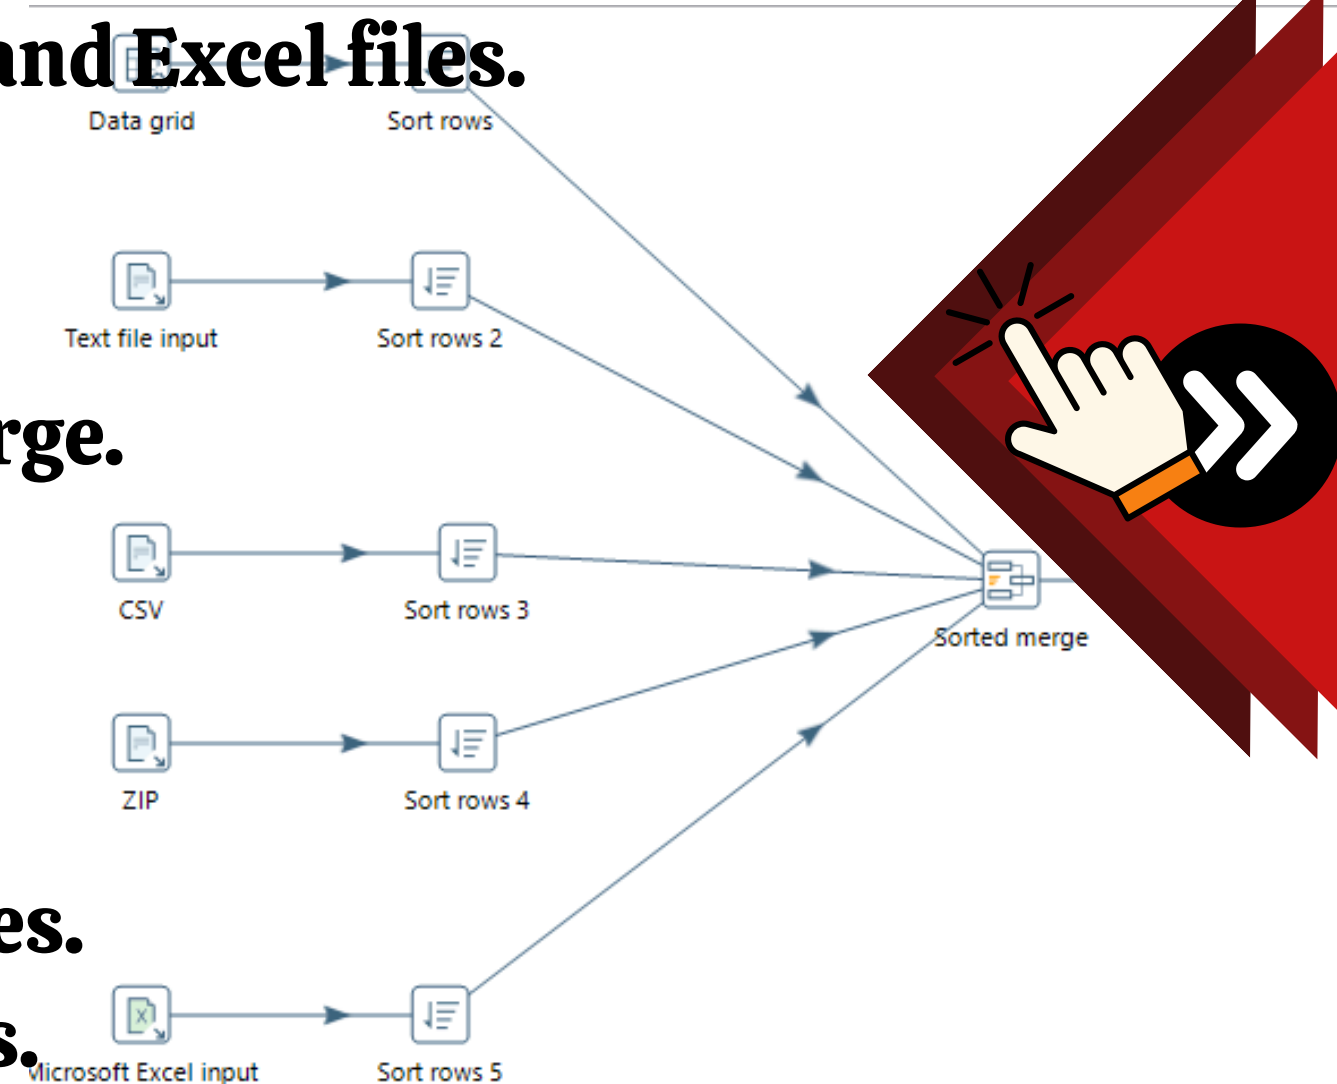 and Excel files.
Data grid
Sort rows
Text file input
Sort rows 2
rge.
CSV
Sort rows 3
Sorted merge
ZIP
Sort rows 4
es.
s.
Microsoft Excel input
Sort rows 5